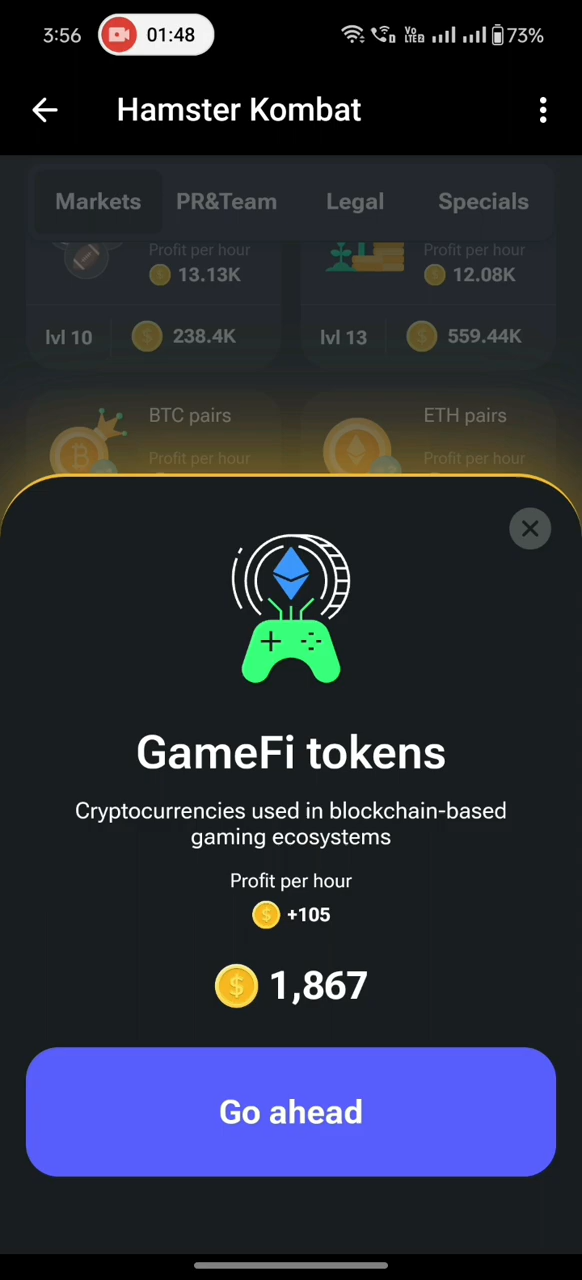 3:56 01:48 Vo LTE2 73%
Hamster Kombat
Markets PR&Team Legal Specials
Profit per hour Profit per hour
13.13K 12.08K
lvl 10 238.4K lvl 13 559.44K
BTC pairs ETH pairs
Profit per hour Profit per hour
GameFi tokens
Cryptocurrencies used in blockchain-based
gaming ecosystems
Profit per hour
+105
1,867
Go ahead